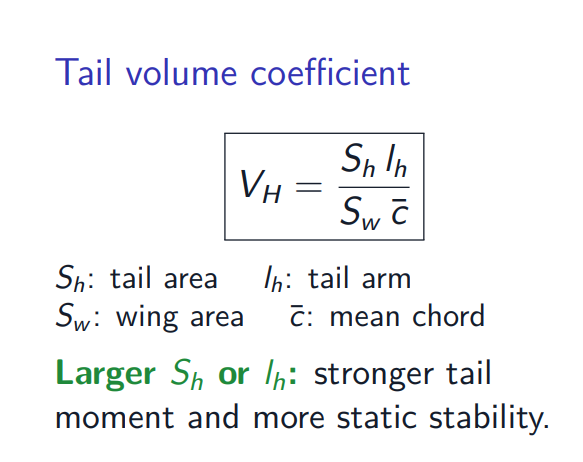 Tail volume coefficient
V_H = \frac{S_h l_h}{S_w \bar{c}}
S_h: tail area l_h: tail arm
S_w: wing area \bar{c}: mean chord
Larger S_h or l_h: stronger tail
moment and more static stability.